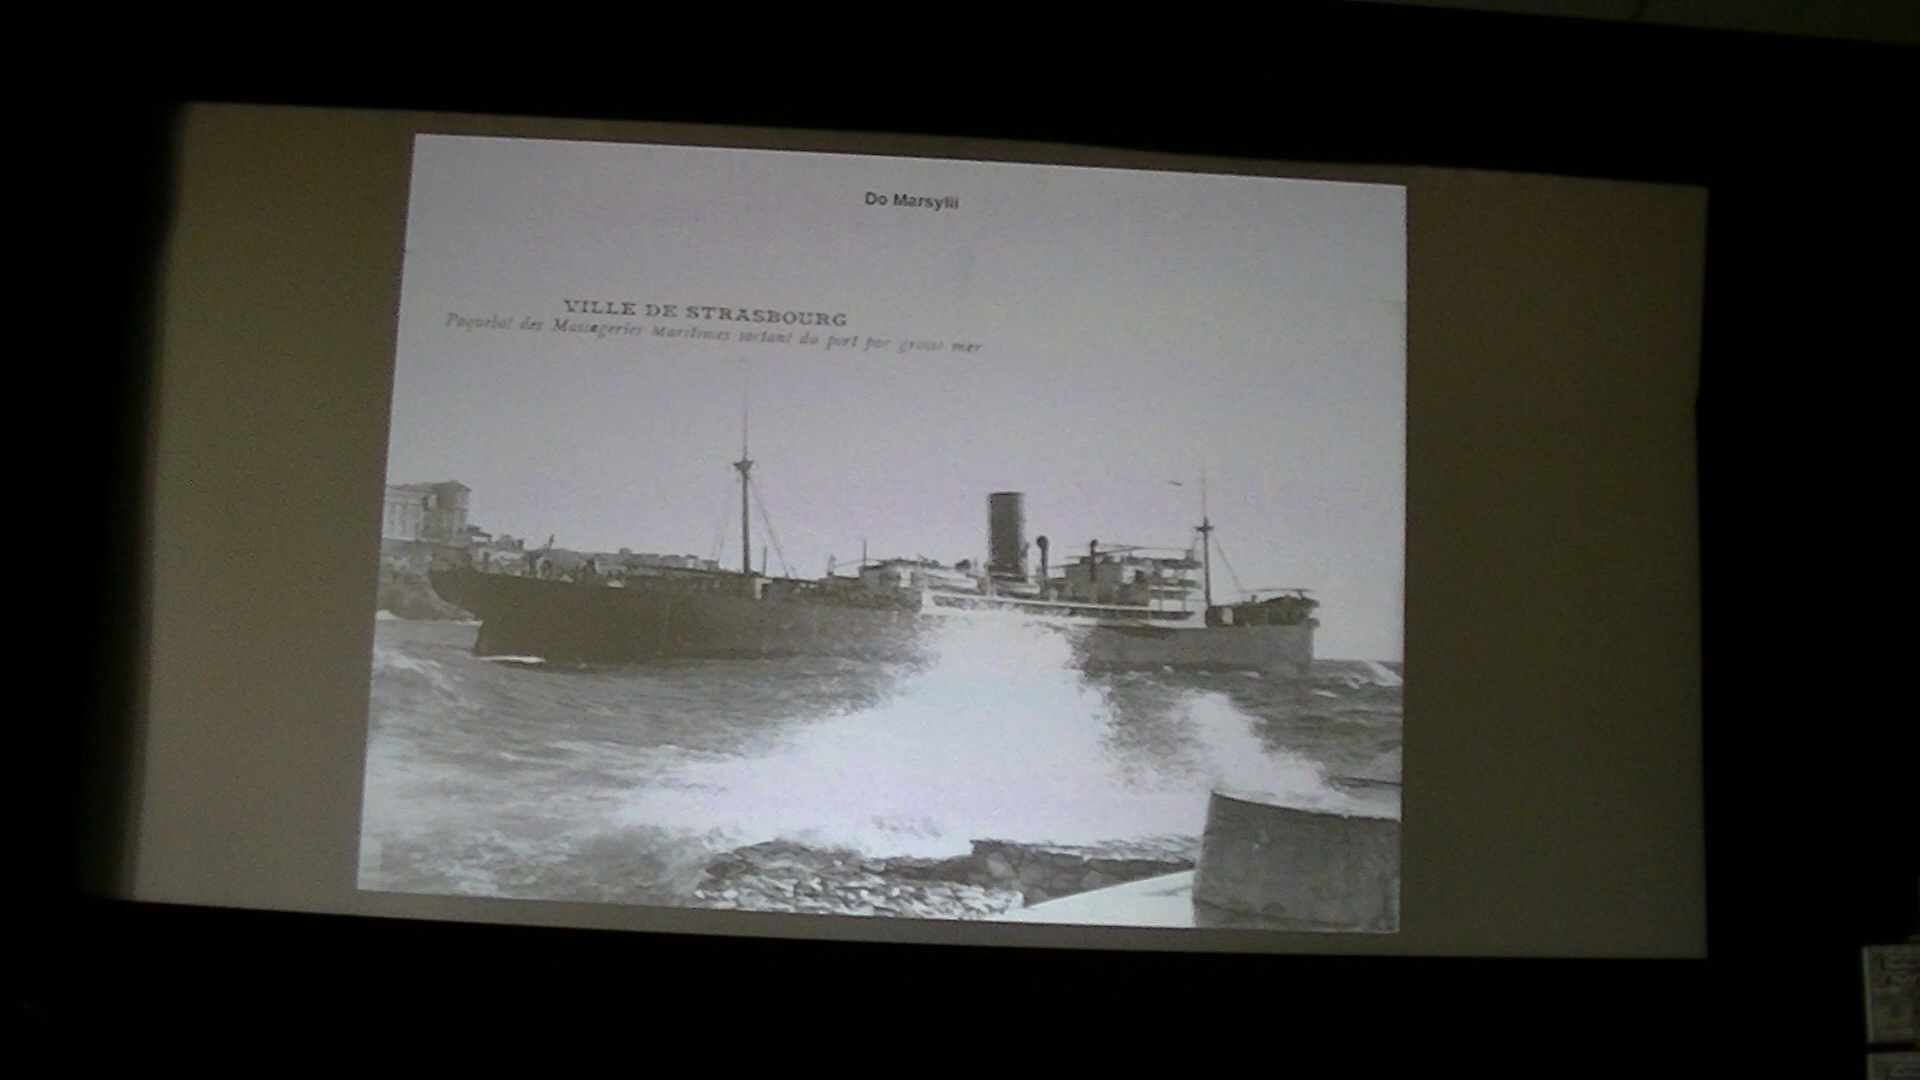 Do Marsylii
VILLE DE STRASBOURG
Paquebot des Messageries Maritimes sortant du port par grosse mer